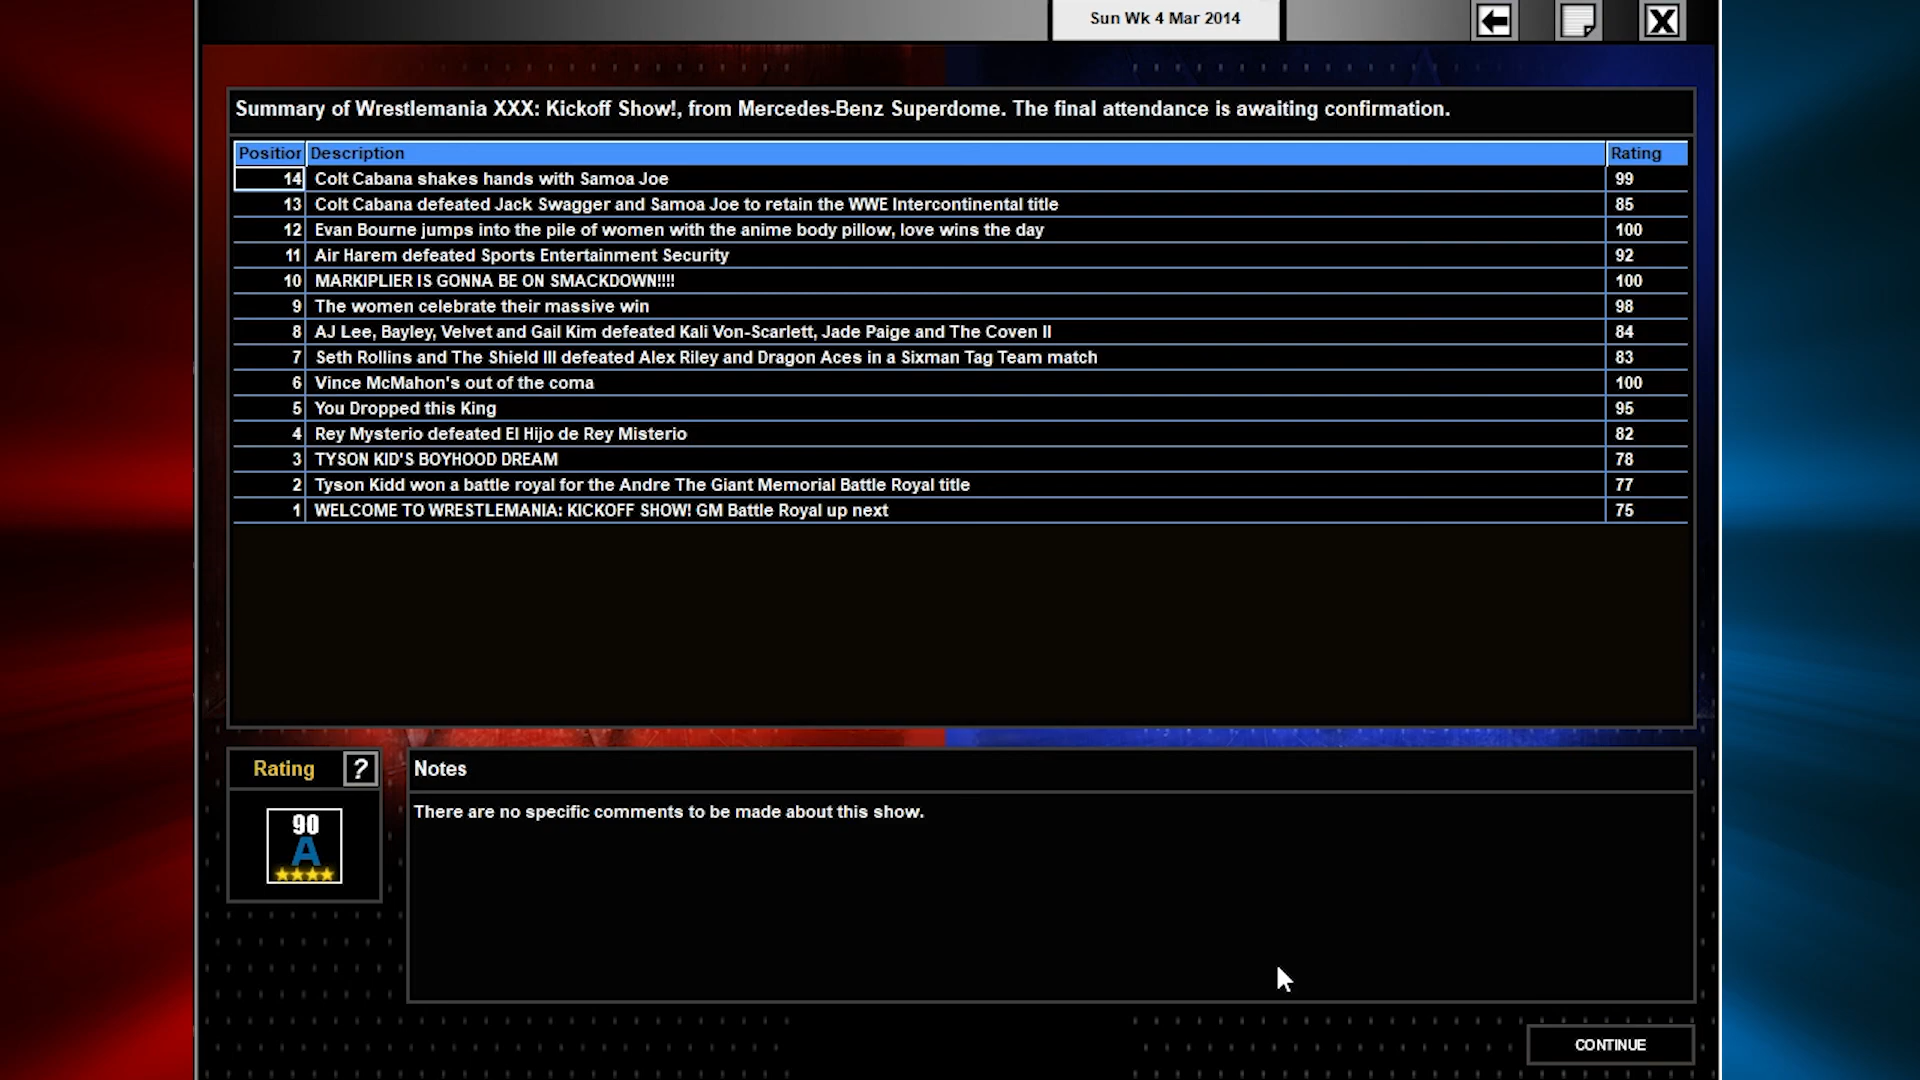 Sun Wk 4 Mar 2014
Summary of Wrestlemania XXX: Kickoff Show!, from Mercedes-Benz Superdome. The final attendance is awaiting confirmation.
Position Description Rating
14 Colt Cabana shakes hands with Samoa Joe 99
13 Colt Cabana defeated Jack Swagger and Samoa Joe to retain the WWE Intercontinental title 85
12 Evan Bourne jumps into the pile of women with the anime body pillow, love wins the day 100
11 Air Harem defeated Sports Entertainment Security 92
10 MARKIPLIER IS GONNA BE ON SMACKDOWN!!!! 100
9 The women celebrate their massive win 98
8 AJ Lee, Bayley, Velvet and Gail Kim defeated Kali Von-Scarlett, Jade Paige and The Coven II 84
7 Seth Rollins and The Shield III defeated Alex Riley and Dragon Aces in a Sixman Tag Team match 83
6 Vince McMahon's out of the coma 100
5 You Dropped this King 95
4 Rey Mysterio defeated El Hijo de Rey Misterio 82
3 TYSON KID'S BOYHOOD DREAM 78
2 Tyson Kidd won a battle royal for the Andre The Giant Memorial Battle Royal title 77
1 WELCOME TO WRESTLEMANIA: KICKOFF SHOW! GM Battle Royal up next 75
Rating ? Notes
There are no specific comments to be made about this show.
90
A
CONTINUE